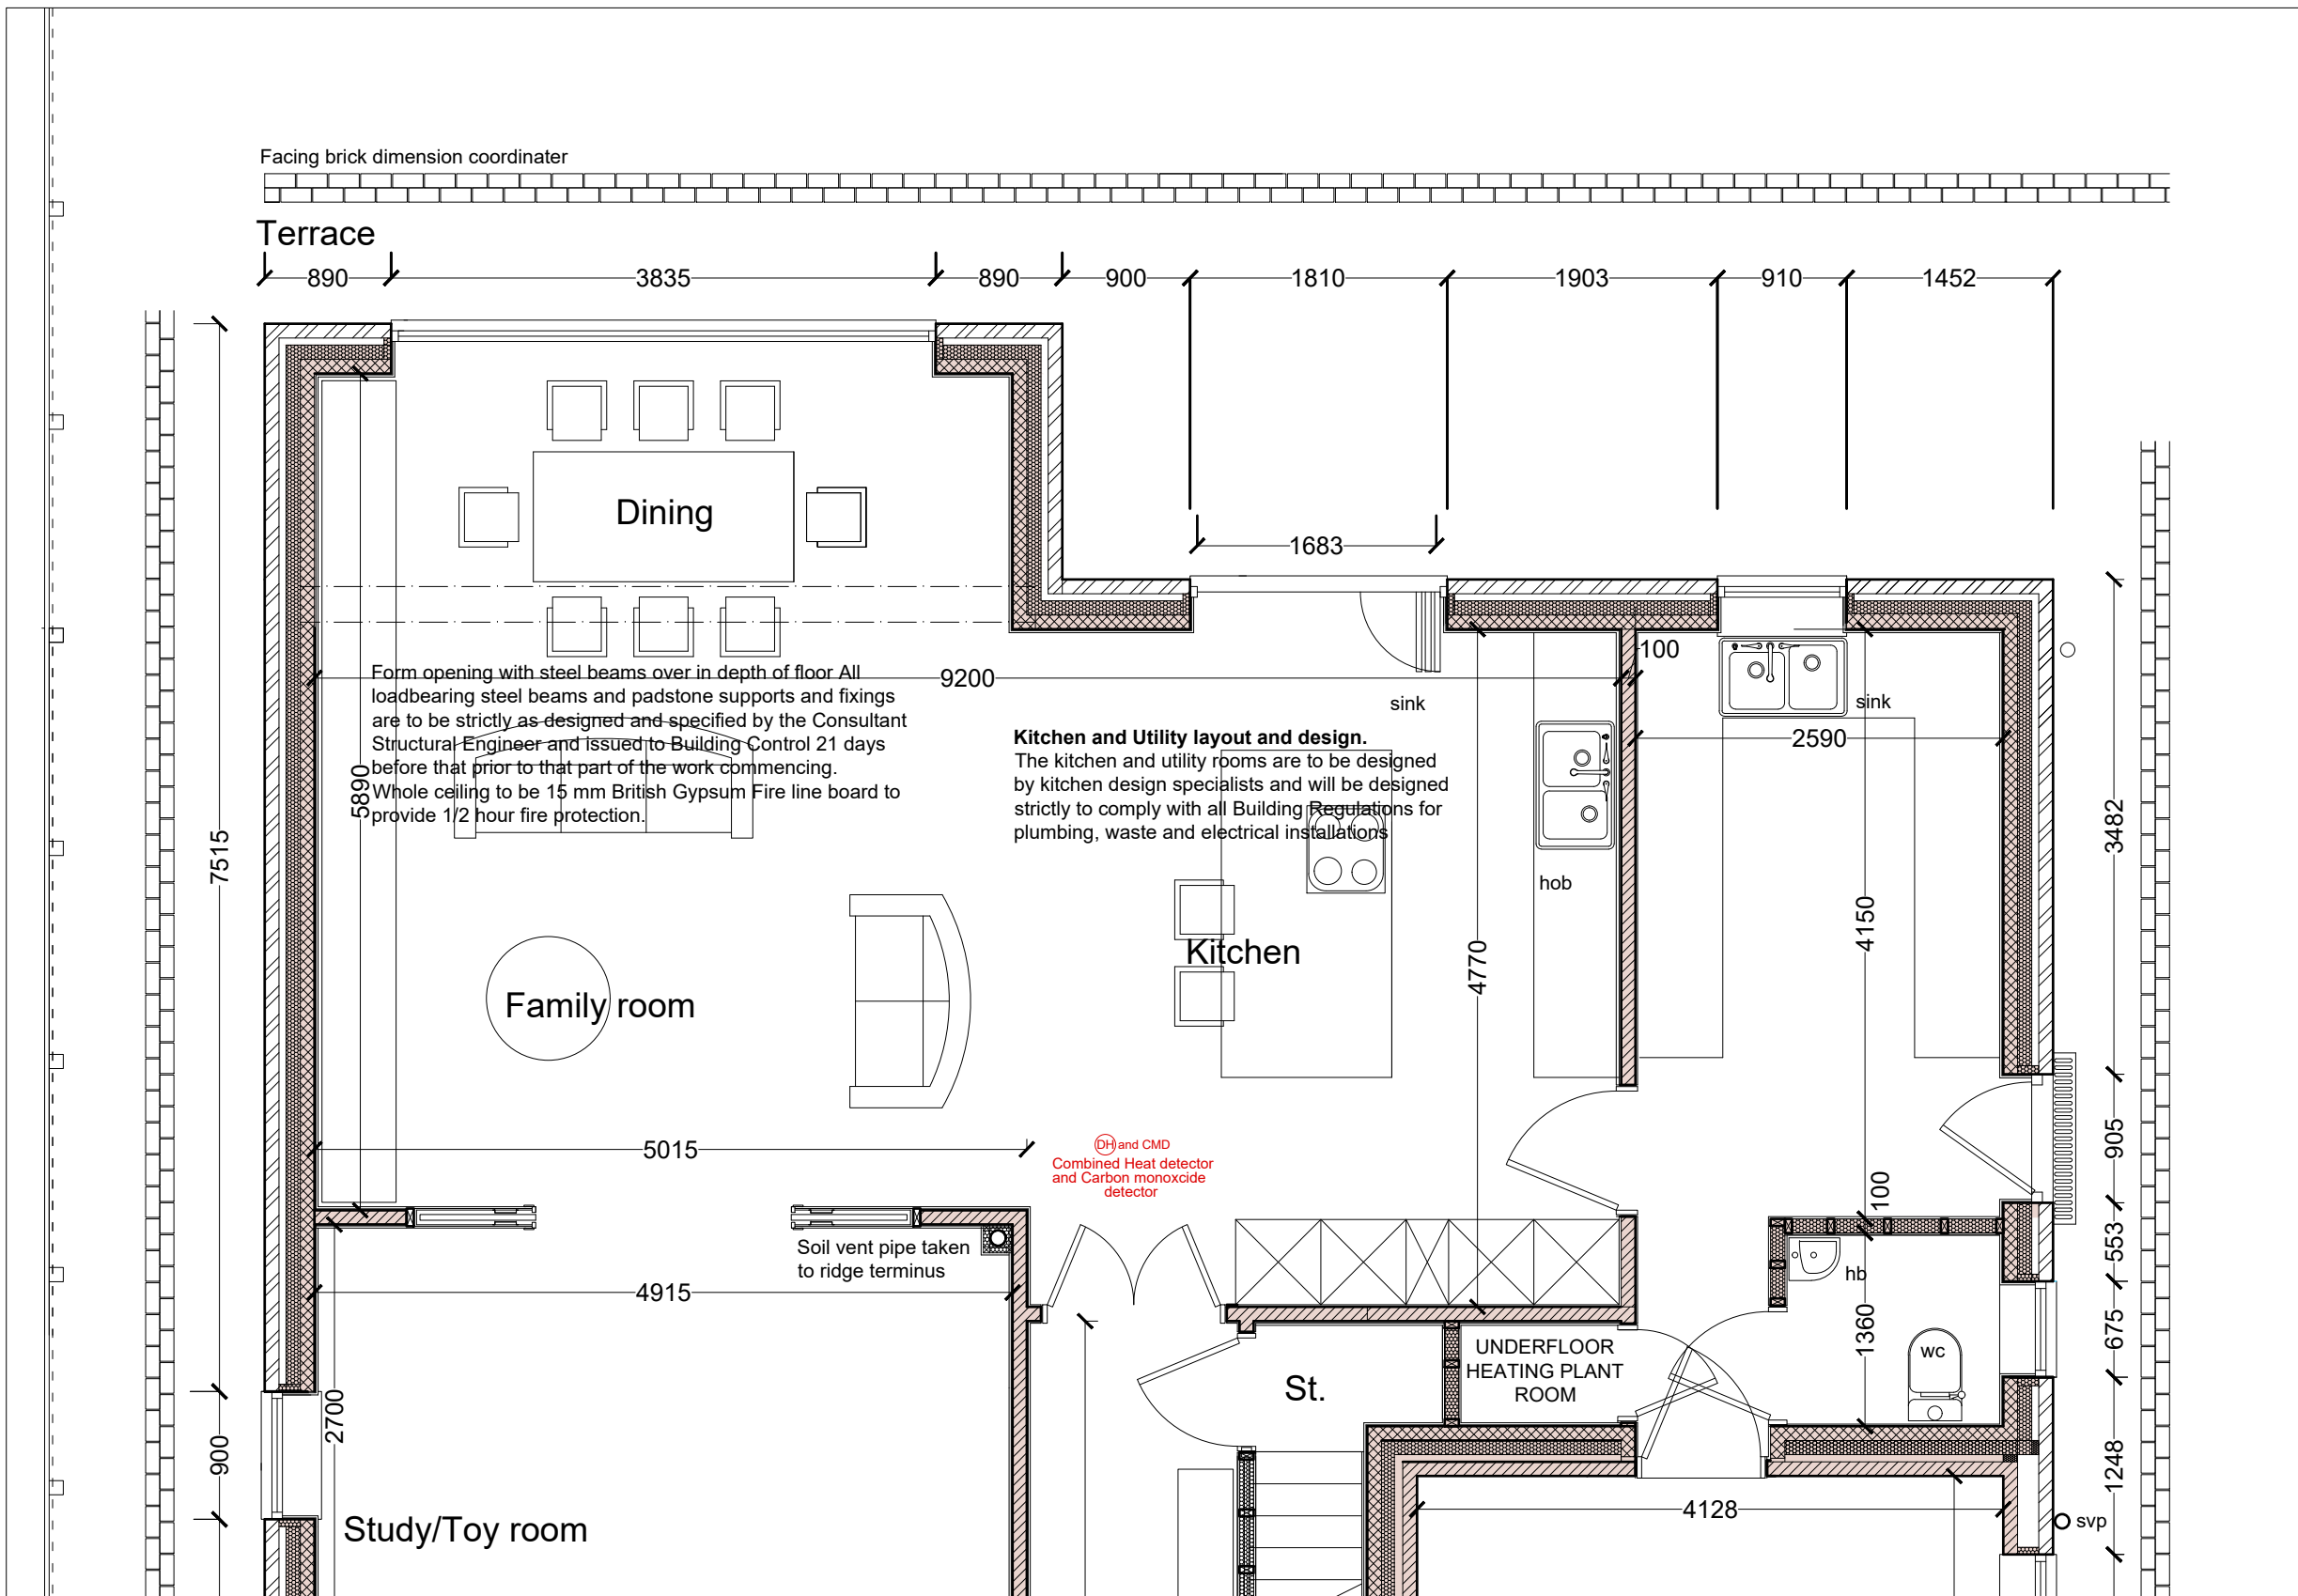 Facing brick dimension coordinater
Terrace
890
3835
890
900
1810
1903
910
1452
1683
Dining
100
9200
Form opening with steel beams over in depth of floor All
loadbearing steel beams and padstone supports and fixings
are to be strictly as designed and specified by the Consultant
Structural Engineer and issued to Building Control 21 days
before that prior to that part of the work commencing.
Whole ceiling to be 15 mm British Gypsum Fire line board to
provide 1/2 hour fire protection.
sink
sink
Kitchen and Utility layout and design.
The kitchen and utility rooms are to be designed
by kitchen design specialists and will be designed
strictly to comply with all Building Regulations for
plumbing, waste and electrical installations
2590
5890
7515
3482
hob
4150
Kitchen
4770
Family room
5015
DH and CMD
Combined Heat detector
and Carbon monoxcide
detector
905
100
Soil vent pipe taken
to ridge terminus
553
hb
4915
1360
675
UNDERFLOOR
HEATING PLANT
ROOM
WC
St.
2700
900
1248
4128
svp
Study/Toy room